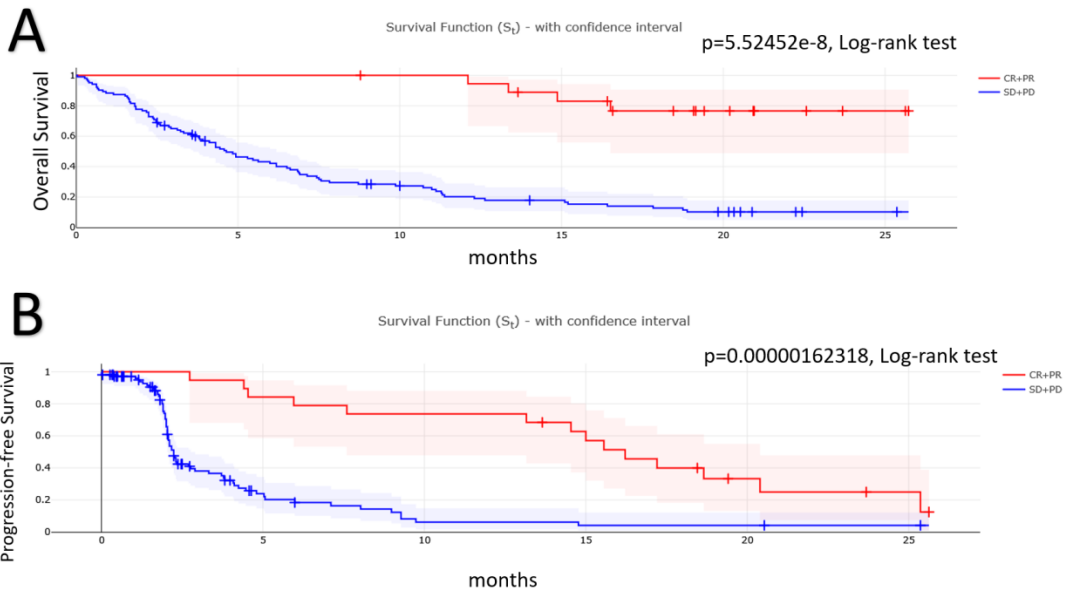 A
Survival Function (St) - with confidence interval
p=5.52452e-8, Log-rank test
CR+PR
SD+PD
Overall Survival
1
0.8
0.6
0.4
0.2
0
0 5 10 15 20 25
months
B
Survival Function (St) - with confidence interval
p=0.00000162318, Log-rank test
CR+PR
SD+PD
Progression-free Survival
1
0.8
0.6
0.4
0.2
0
0 5 10 15 20 25
months